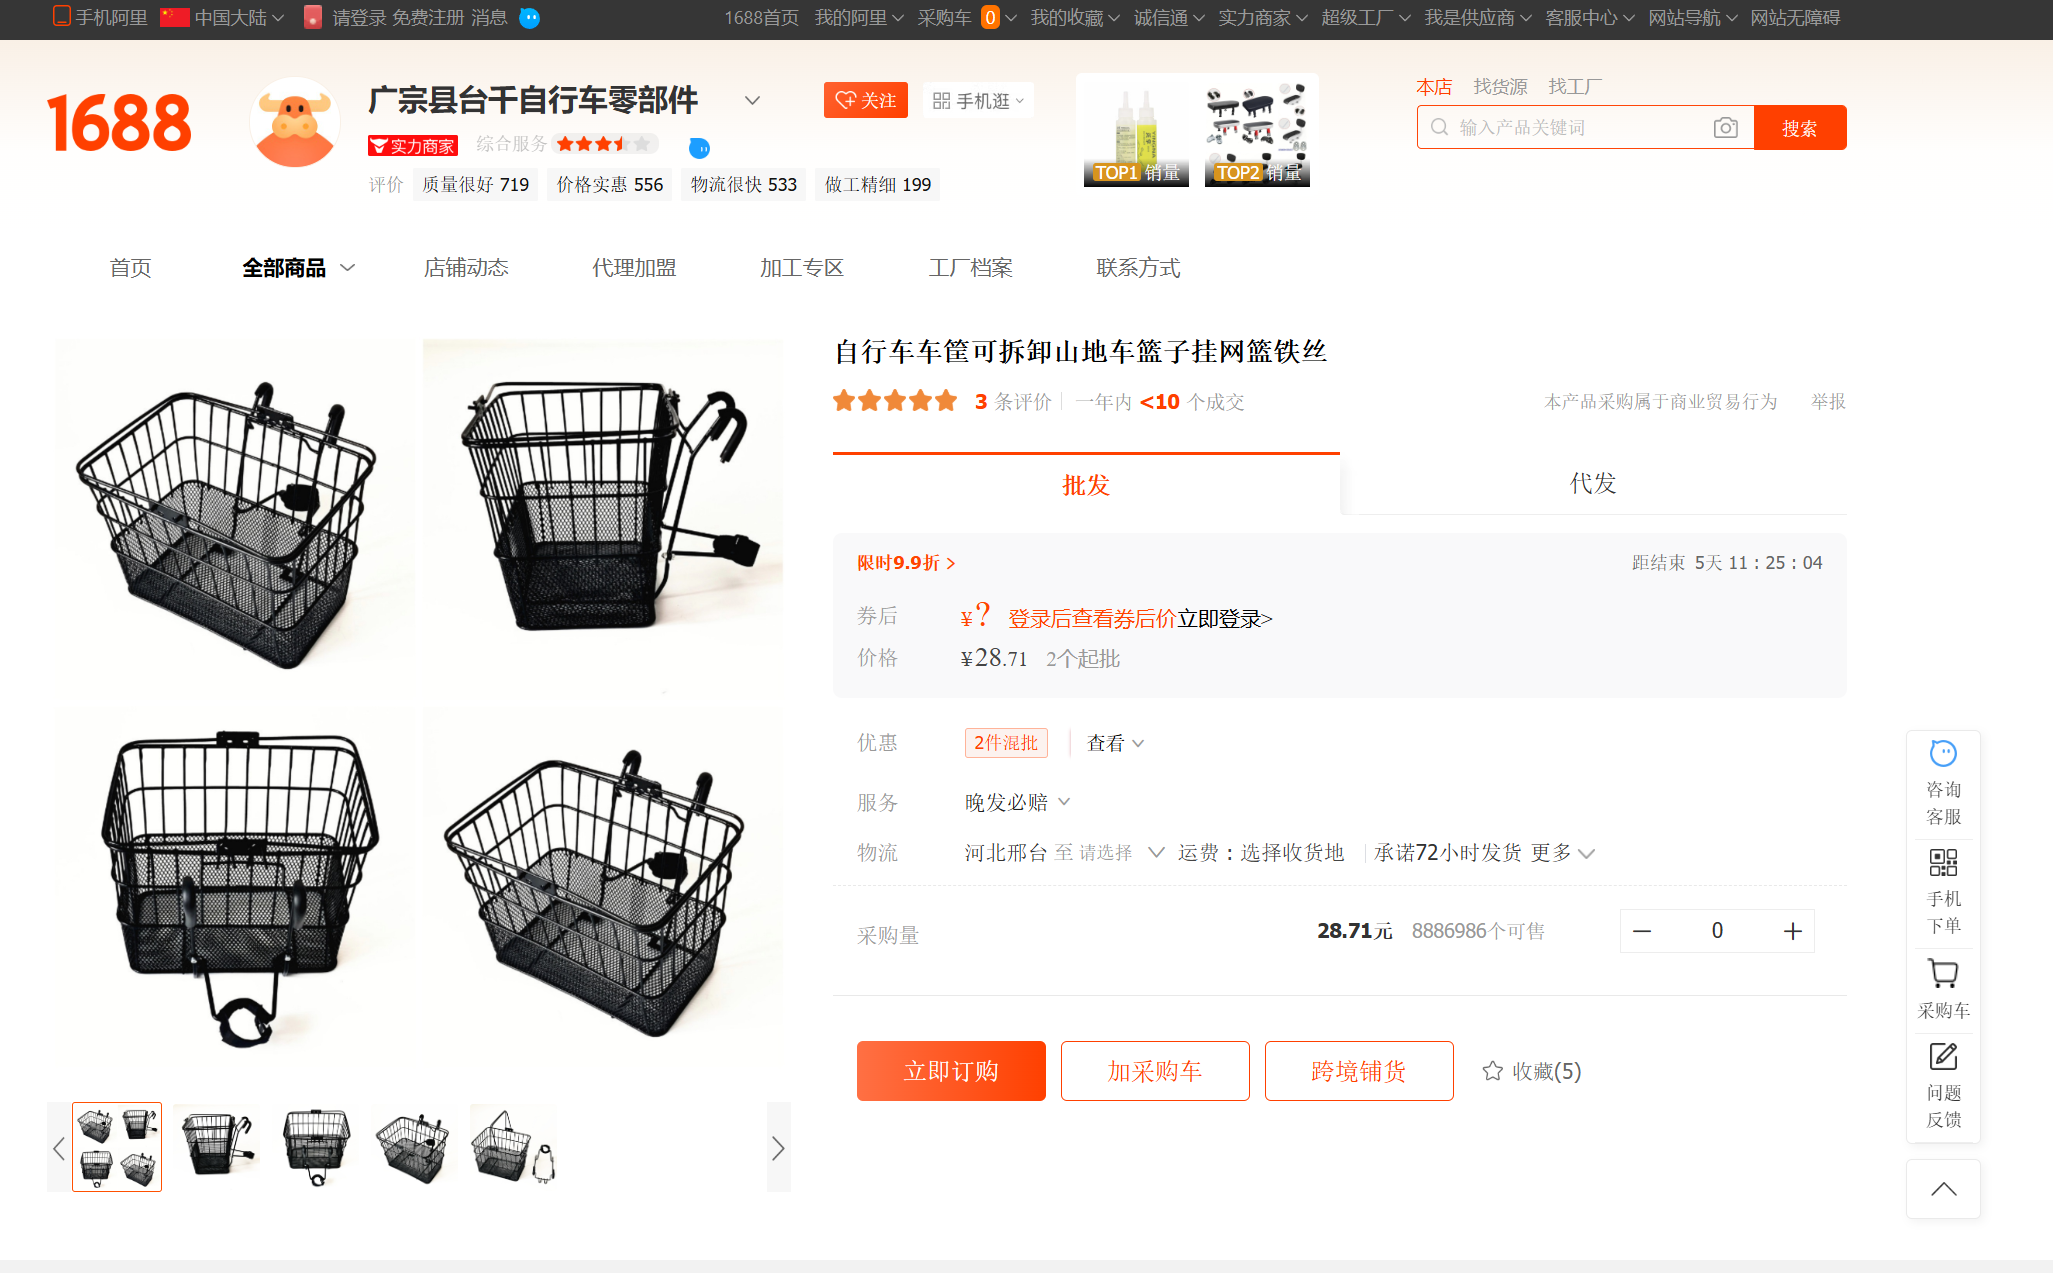 手机阿里 中国大陆 请登录 免费注册 消息 1688首页 我的阿里 采购车 0 我的收藏 诚信通 实力商家 超级工厂 我是供应商 客服中心 网站导航 网站无障碍
1688
广宗县台千自行车零部件
实力商家 综合服务
评价 质量很好 719 价格实惠 556 物流很快 533 做工精细 199
关注 手机逛
TOP1 销量 TOP2 销量
本店 找货源 找工厂
输入产品关键词 搜索
首页 全部商品 店铺动态 代理加盟 加工专区 工厂档案 联系方式
自行车车筐可拆卸山地车篮子挂网篮铁丝
3 条评价 一年内 <10 个成交 本产品采购属于商业贸易行为 举报
批发 代发
限时9.9折 > 距结束 5天 11 : 25 : 04
券后 ¥? 登录后查看券后价立即登录>
价格 ¥28.71 2个起批
优惠 2件混批 查看
服务 晚发必赔
物流 河北邢台 至 请选择 运费：选择收货地 承诺72小时发货 更多
采购量 28.71元 8886986个可售 — 0 +
立即订购 加采购车 跨境铺货 收藏(5)
咨询
客服
手机
下单
采购车
问题
反馈